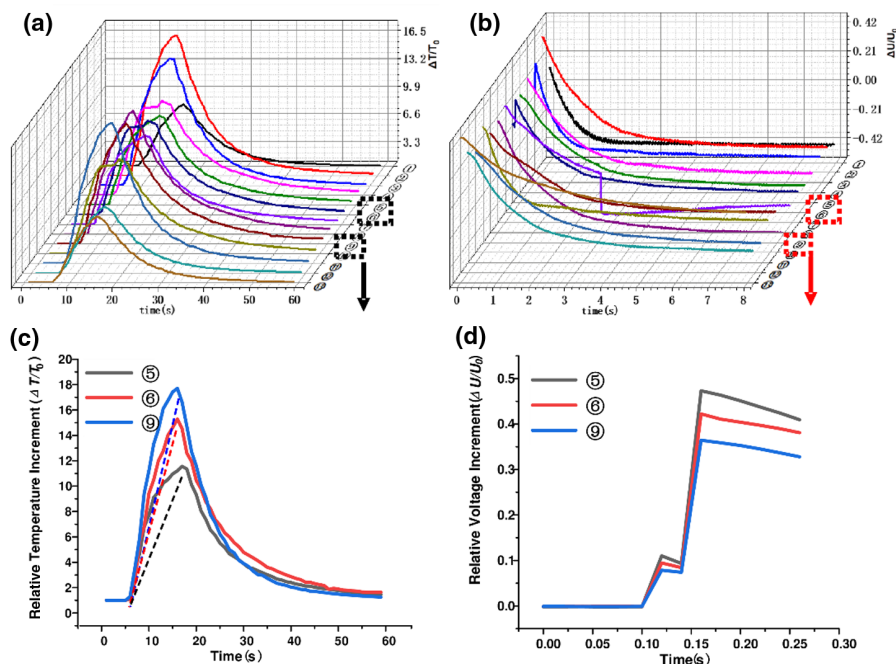 (a)
16.5
13.2
9.9
6.6
3.3
ΔT/T₀
0 10 20 30 40 50 60
time(s)
(b)
0.42
0.21
0.00
-0.21
-0.42
ΔU/U₀
0 1 2 3 4 5 6 7 8
time(s)
(c)
Relative Temperature Increment (ΔT/T₀)
20
18
16
14
12
10
8
6
4
2
0
⑤
⑥
⑨
0 10 20 30 40 50 60
Time(s)
(d)
Relative Voltage Increment(ΔU/U₀)
0.5
0.4
0.3
0.2
0.1
0.0
⑤
⑥
⑨
0.00 0.05 0.10 0.15 0.20 0.25 0.30
Time(s)